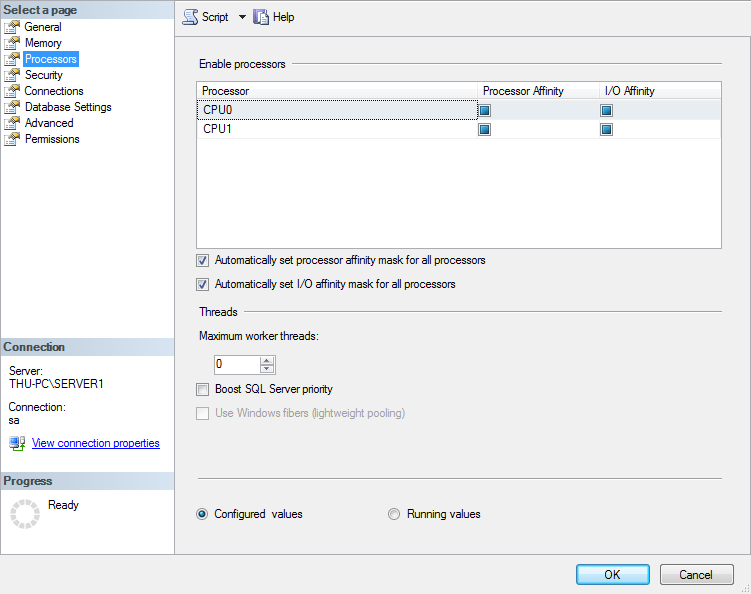 Select a page
General
Memory
Processors
Security
Connections
Database Settings
Advanced
Permissions
Connection
Server:
THU-PC\SERVER1
Connection:
sa
View connection properties
Progress
Ready
Script Help
Enable processors
Processor Processor Affinity I/O Affinity
CPU0
CPU1
Automatically set processor affinity mask for all processors
Automatically set I/O affinity mask for all processors
Threads
Maximum worker threads:
0
Boost SQL Server priority
Use Windows fibers (lightweight pooling)
Configured values Running values
OK Cancel